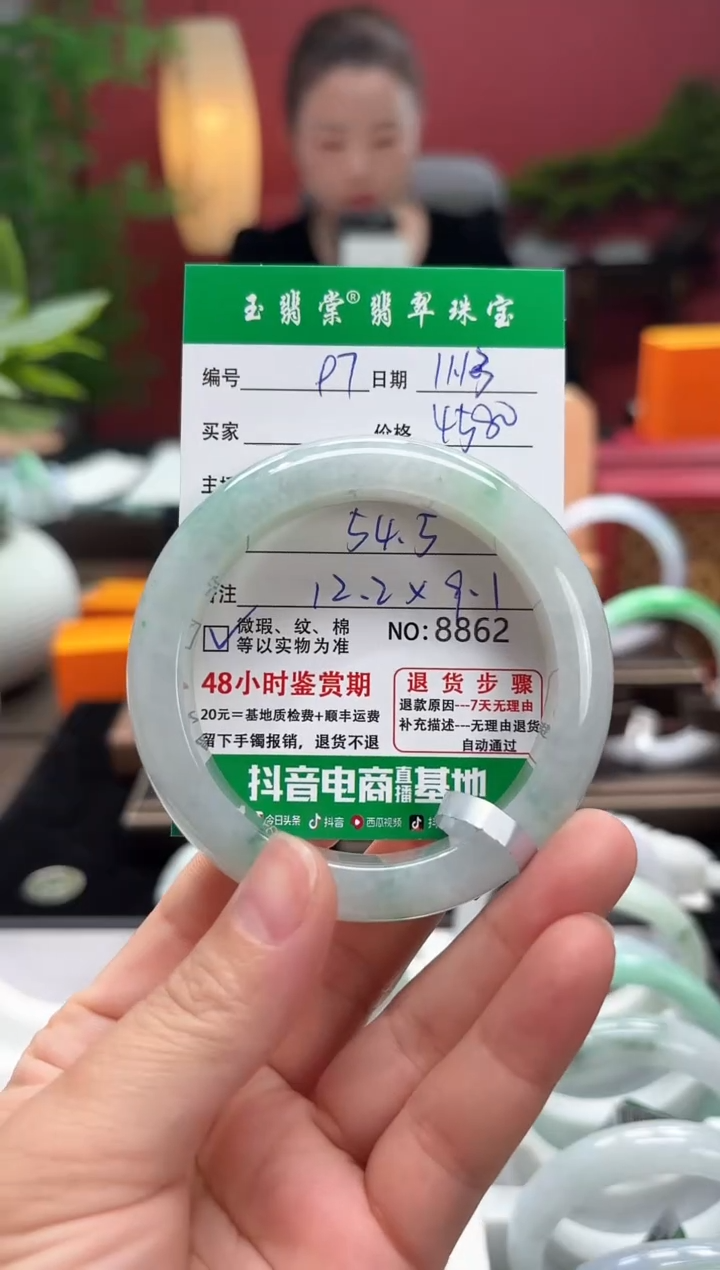 玉翡棠®翡翠珠宝
编号 P7 日期 11.13
买家 价格 4580
主
54.5
备注 12.2×9.1
微瑕、纹、棉
等以实物为准
NO:8862
48小时鉴赏期
20元=基地质检费+顺丰运费
留下手镯报销，退货不退
退货步骤
退款原因---7天无理由
补充描述---无理由退货
自动通过
抖音电商直播基地
今日头条 抖音 西瓜视频 抖